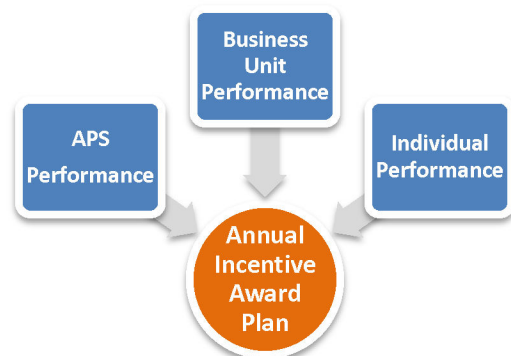 Business
Unit
Performance
APS
Performance
Individual
Performance
Annual
Incentive
Award
Plan